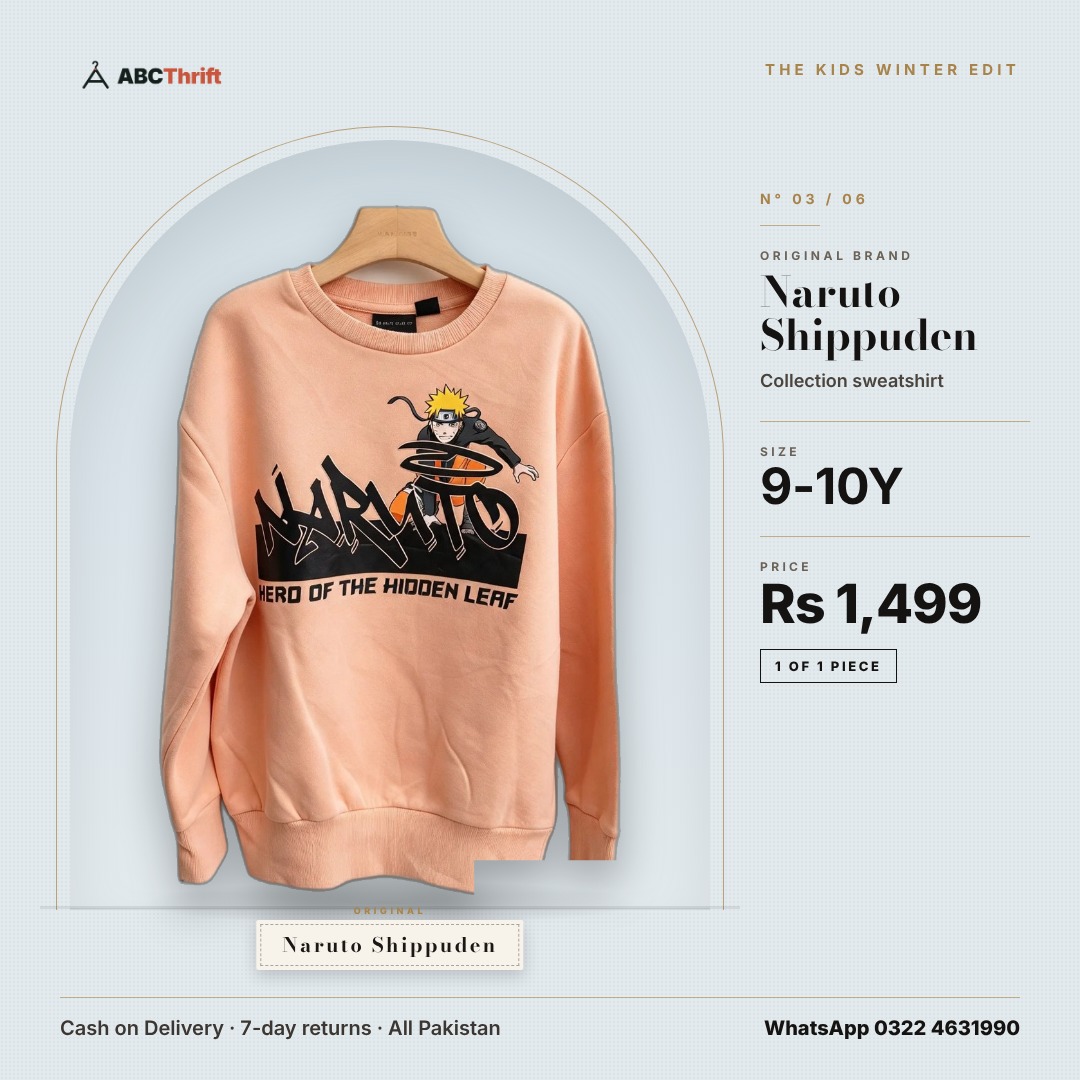 ABCThrift
THE KIDS WINTER EDIT
N° 03 / 06
ORIGINAL BRAND
Naruto
Shippuden
Collection sweatshirt
SIZE
9-10Y
PRICE
Rs 1,499
1 OF 1 PIECE
NARUTO
HERO OF THE HIDDEN LEAF
ORIGINAL
Naruto Shippuden
Cash on Delivery · 7-day returns · All Pakistan
WhatsApp 0322 4631990